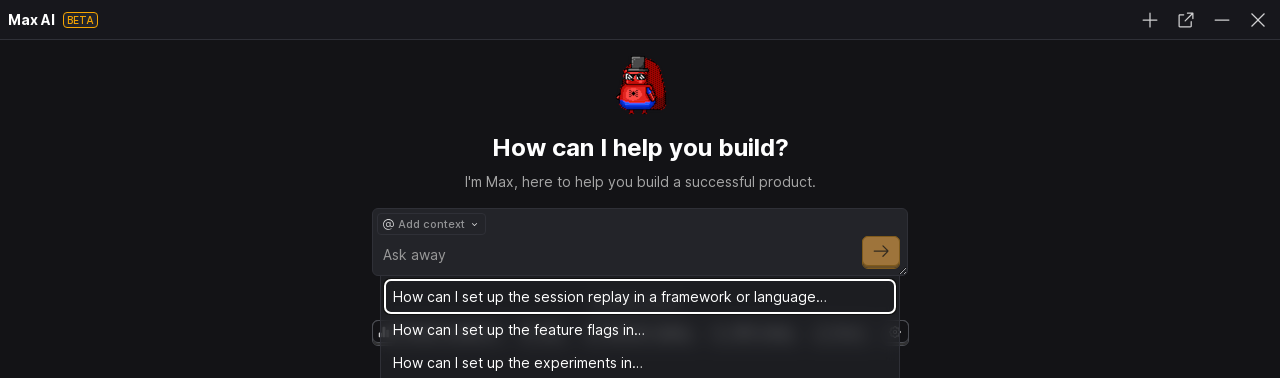 Max AI BETA
How can I help you build?
I'm Max, here to help you build a successful product.
@ Add context
Ask away
How can I set up the session replay in a framework or language…
How can I set up the feature flags in…
How can I set up the experiments in…